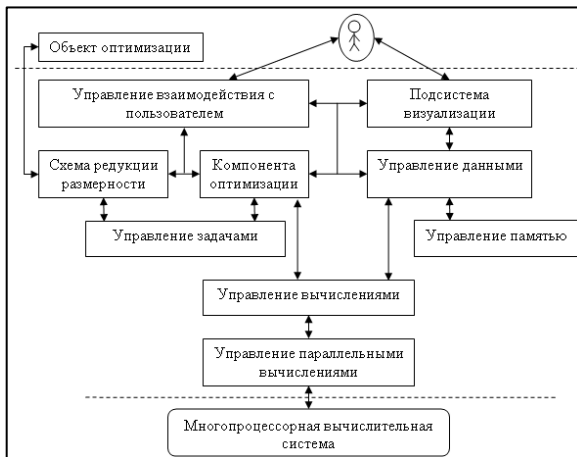 Объект оптимизации
Управление взаимодействия с
пользователем
Подсистема
визуализации
Схема редукции
размерности
Компонента
оптимизации
Управление данными
Управление задачами
Управление памятью
Управление вычислениями
Управление параллельными
вычислениями
Многопроцессорная вычислительная
система